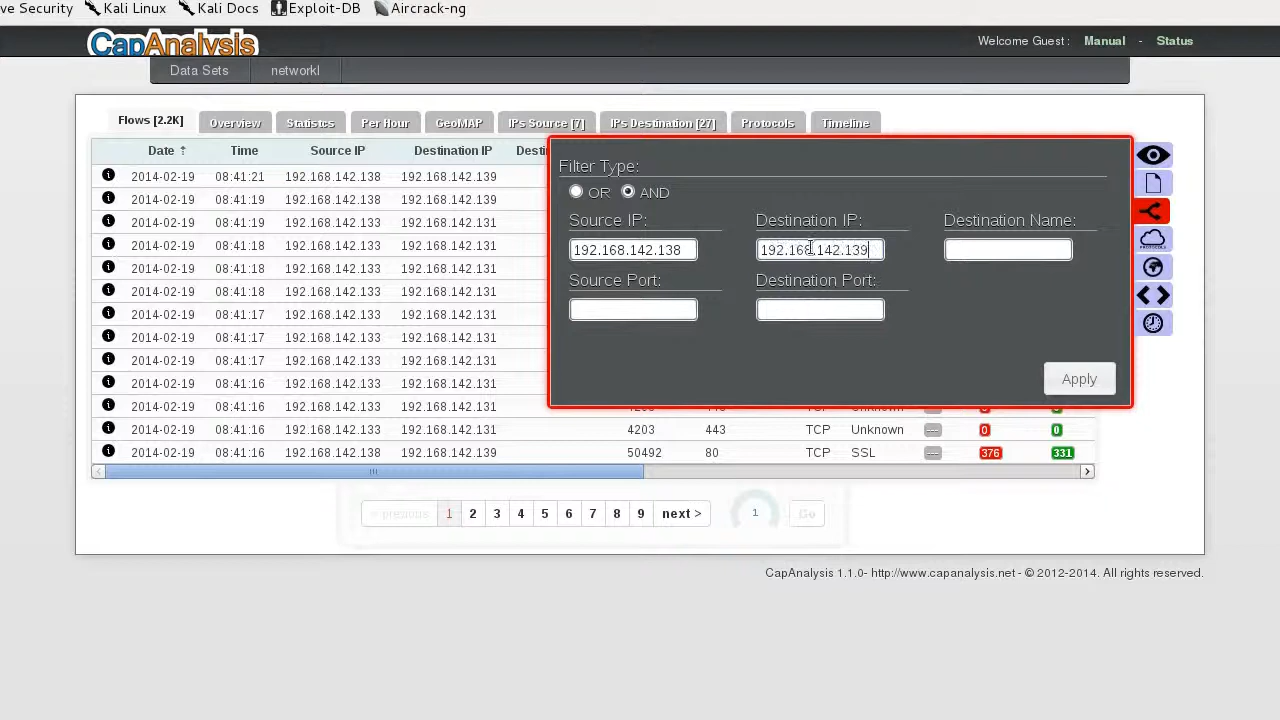 ve Security Kali Linux Kali Docs Exploit-DB Aircrack-ng
CapAnalysis
Welcome Guest : Manual - Status
Data Sets networkI
Flows [2.2K] Overview Statistcs Per Hour GeoMAP IPs Source [7] IPs Destination [27] Protocols Timeline
Date ↑ Time Source IP Destination IP Desti
2014-02-19 08:41:21 192.168.142.138 192.168.142.139
2014-02-19 08:41:19 192.168.142.138 192.168.142.139
2014-02-19 08:41:19 192.168.142.133 192.168.142.131
2014-02-19 08:41:18 192.168.142.133 192.168.142.131
2014-02-19 08:41:18 192.168.142.133 192.168.142.131
2014-02-19 08:41:18 192.168.142.133 192.168.142.131
2014-02-19 08:41:17 192.168.142.133 192.168.142.131
2014-02-19 08:41:17 192.168.142.133 192.168.142.131
2014-02-19 08:41:17 192.168.142.133 192.168.142.131
2014-02-19 08:41:16 192.168.142.133 192.168.142.131
2014-02-19 08:41:16 192.168.142.133 192.168.142.131
2014-02-19 08:41:16 192.168.142.133 192.168.142.131 4203 443 TCP Unknown --- 0 0
2014-02-19 08:41:16 192.168.142.138 192.168.142.139 50492 80 TCP SSL --- 376 331
Filter Type:
OR AND
Source IP: Destination IP: Destination Name:
192.168.142.138 192.168.142.139
Source Port: Destination Port:
Apply
PROTOCOLS
< previous 1 2 3 4 5 6 7 8 9 next > 1 Go
CapAnalysis 1.1.0- http://www.capanalysis.net - © 2012-2014. All rights reserved.